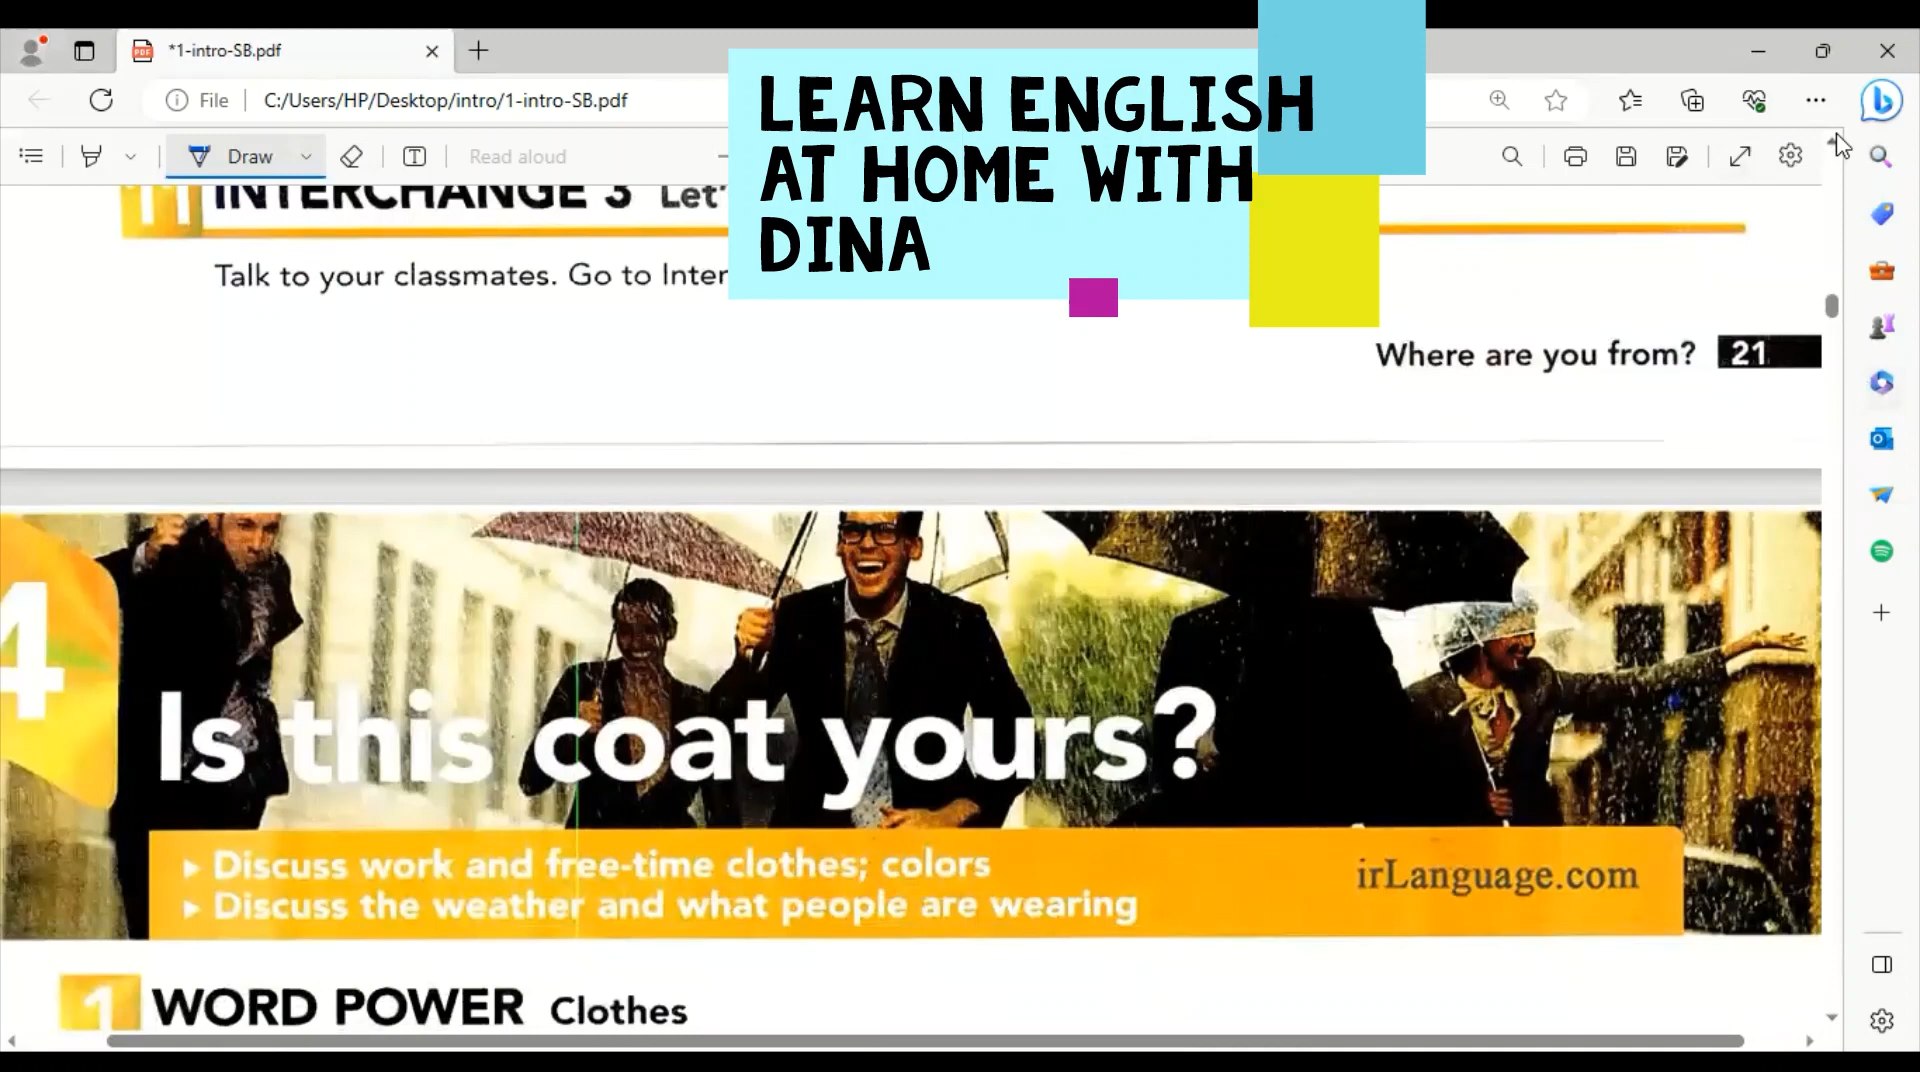 *1-intro-SB.pdf
File
C:/Users/HP/Desktop/intro/1-intro-SB.pdf
LEARN ENGLISH
AT HOME WITH
DINA
Draw
Read aloud
11 INTERCHANGE 3 Let'
Talk to your classmates. Go to Inter
Where are you from? 21
4
Is this coat yours?
▸ Discuss work and free-time clothes; colors
▸ Discuss the weather and what people are wearing
irLanguage.com
1 WORD POWER Clothes